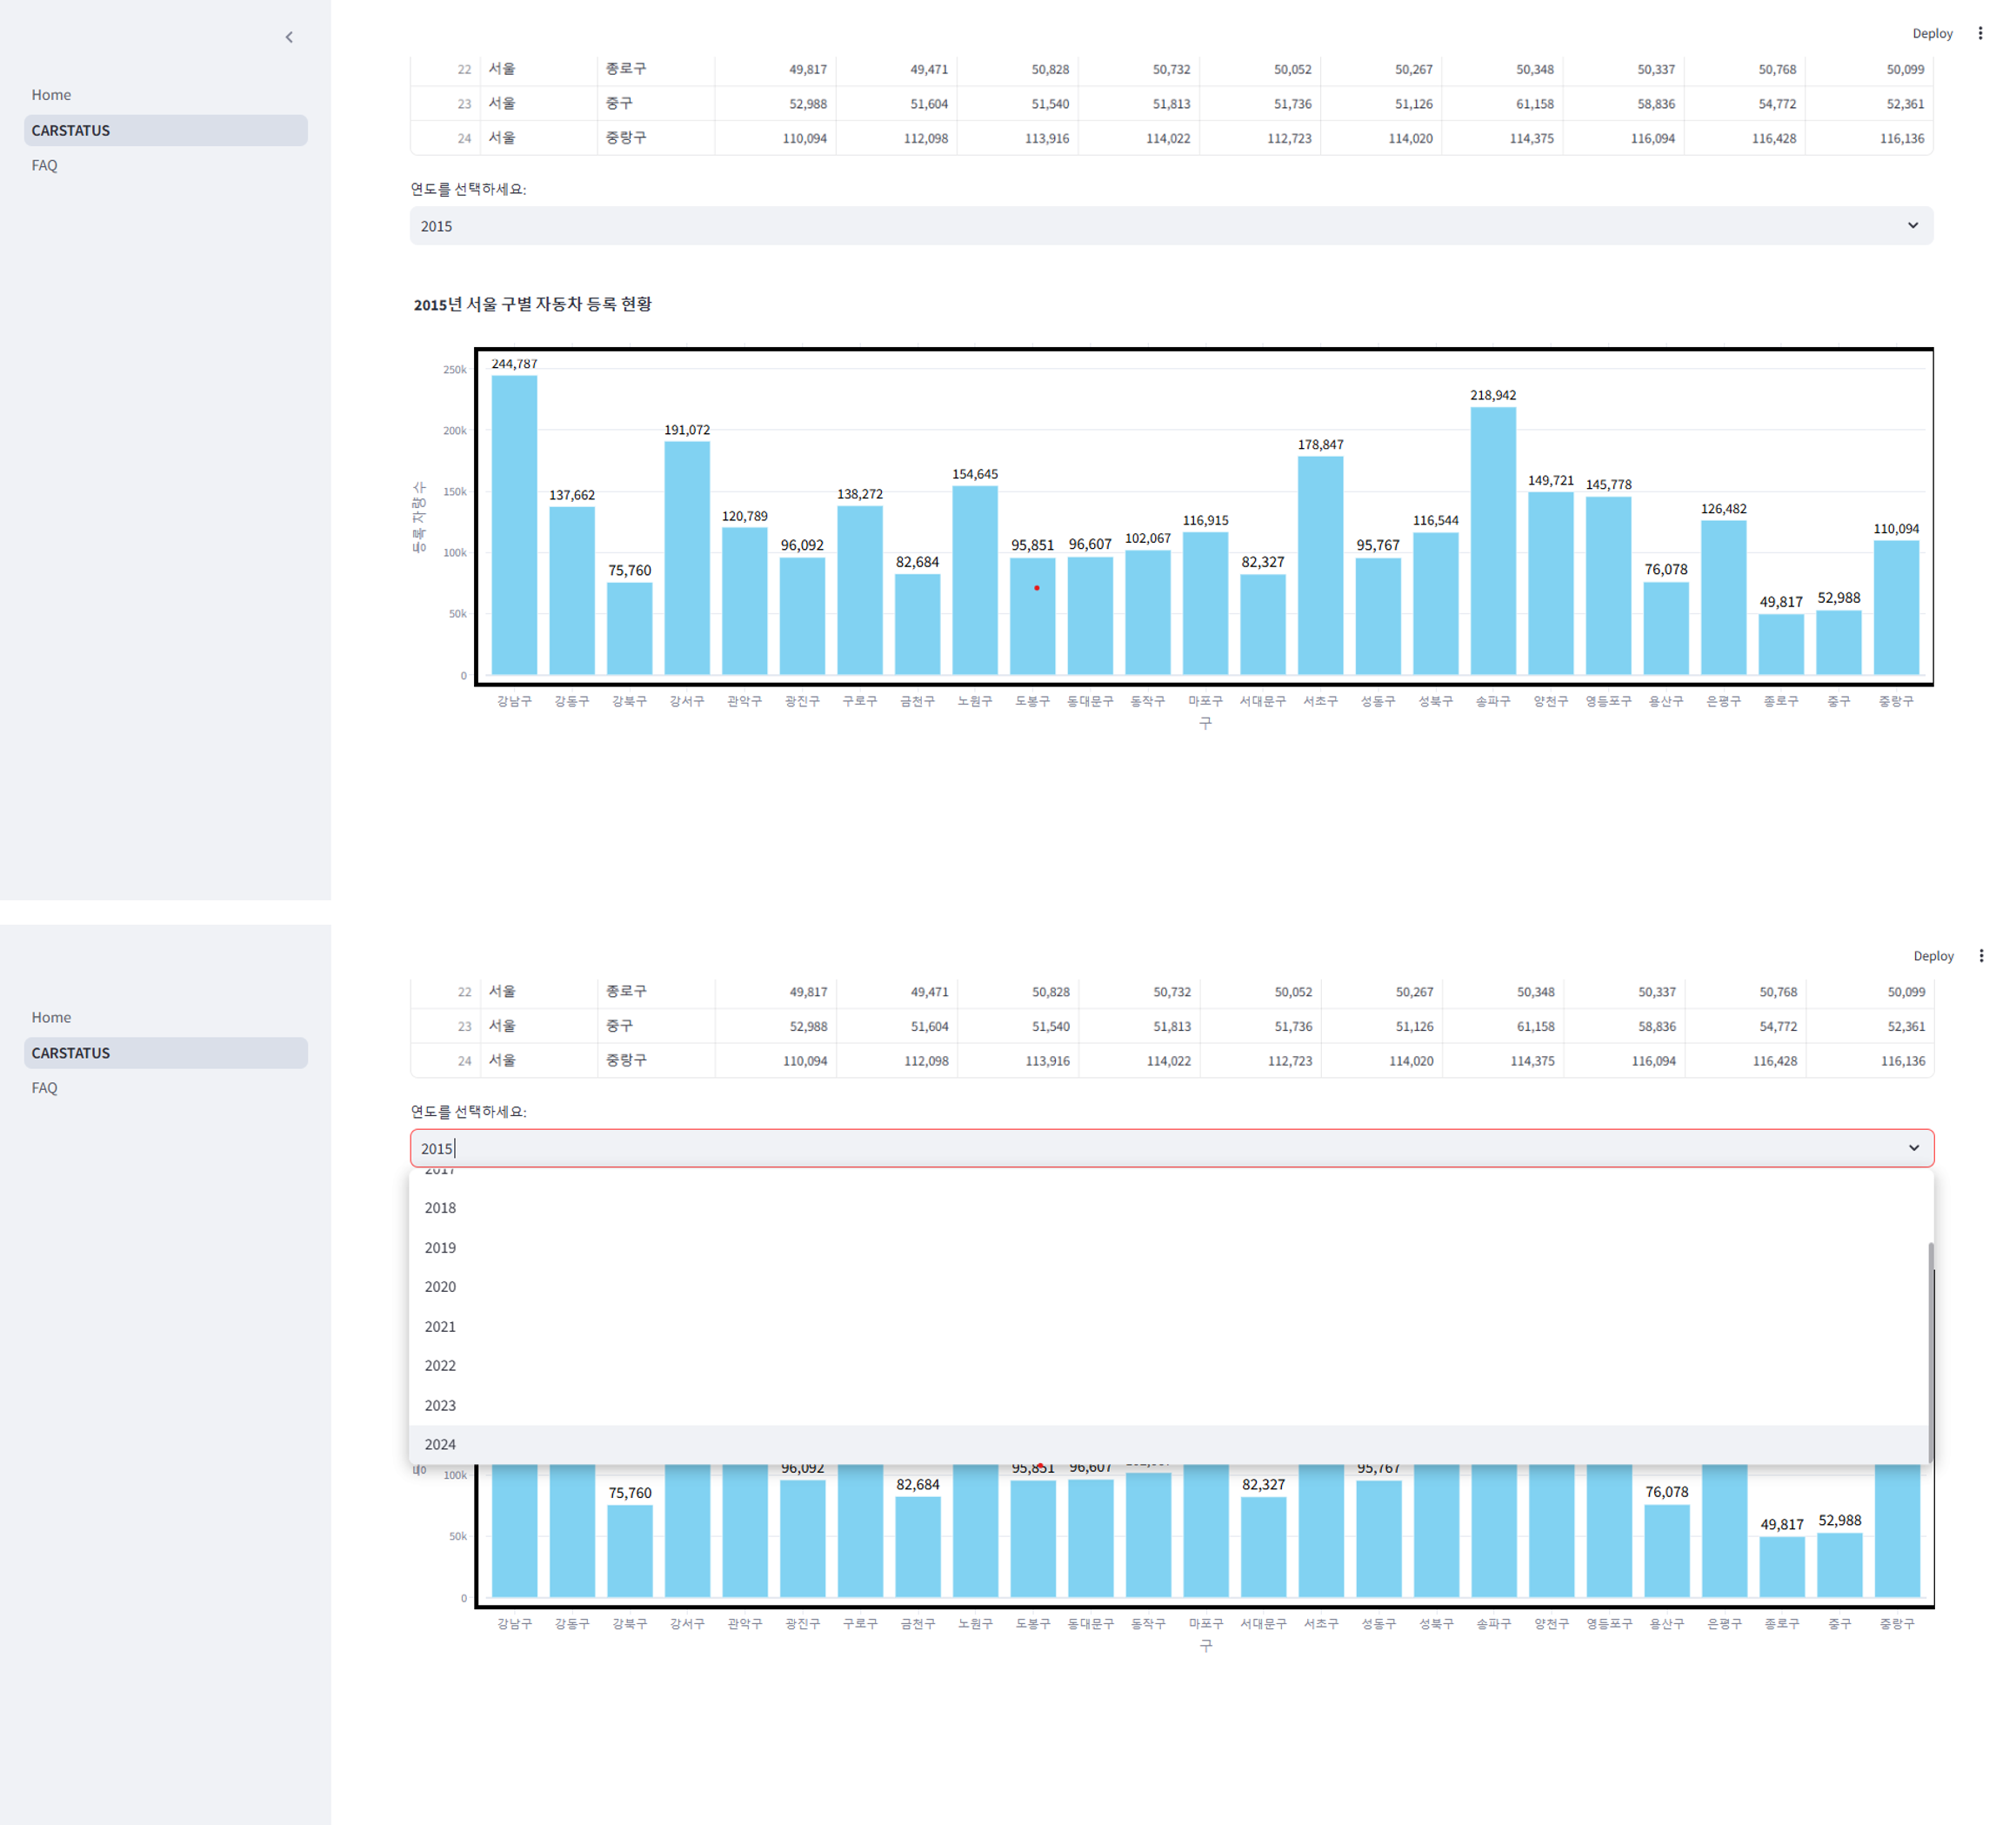 Deploy
Home
CARSTATUS
FAQ
22 서울 종로구 49,817 49,471 50,828 50,732 50,052 50,267 50,348 50,337 50,768 50,099
23 서울 중구 52,988 51,604 51,540 51,813 51,736 51,126 61,158 58,836 54,772 52,361
24 서울 중랑구 110,094 112,098 113,916 114,022 112,723 114,020 114,375 116,094 116,428 116,136
연도를 선택하세요:
2015
2015년 서울 구별 자동차 등록 현황
등록 차량 수
250k
200k
150k
100k
50k
0
244,787 137,662 75,760 191,072 120,789 96,092 138,272 82,684 154,645 95,851 96,607 102,067 116,915 82,327 178,847 95,767 116,544 218,942 149,721 145,778 76,078 126,482 49,817 52,988 110,094
강남구 강동구 강북구 강서구 관악구 광진구 구로구 금천구 노원구 도봉구 동대문구 동작구 마포구 서대문구 서초구 성동구 성북구 송파구 양천구 영등포구 용산구 은평구 종로구 중구 중랑구
구
Deploy
Home
CARSTATUS
FAQ
22 서울 종로구 49,817 49,471 50,828 50,732 50,052 50,267 50,348 50,337 50,768 50,099
23 서울 중구 52,988 51,604 51,540 51,813 51,736 51,126 61,158 58,836 54,772 52,361
24 서울 중랑구 110,094 112,098 113,916 114,022 112,723 114,020 114,375 116,094 116,428 116,136
연도를 선택하세요:
2015
2017
2018
2019
2020
2021
2022
2023
2024
100k
50k
0
75,760 96,092 82,684 95,851 96,607 82,327 95,767 76,078 49,817 52,988
강남구 강동구 강북구 강서구 관악구 광진구 구로구 금천구 노원구 도봉구 동대문구 동작구 마포구 서대문구 서초구 성동구 성북구 송파구 양천구 영등포구 용산구 은평구 종로구 중구 중랑구
구